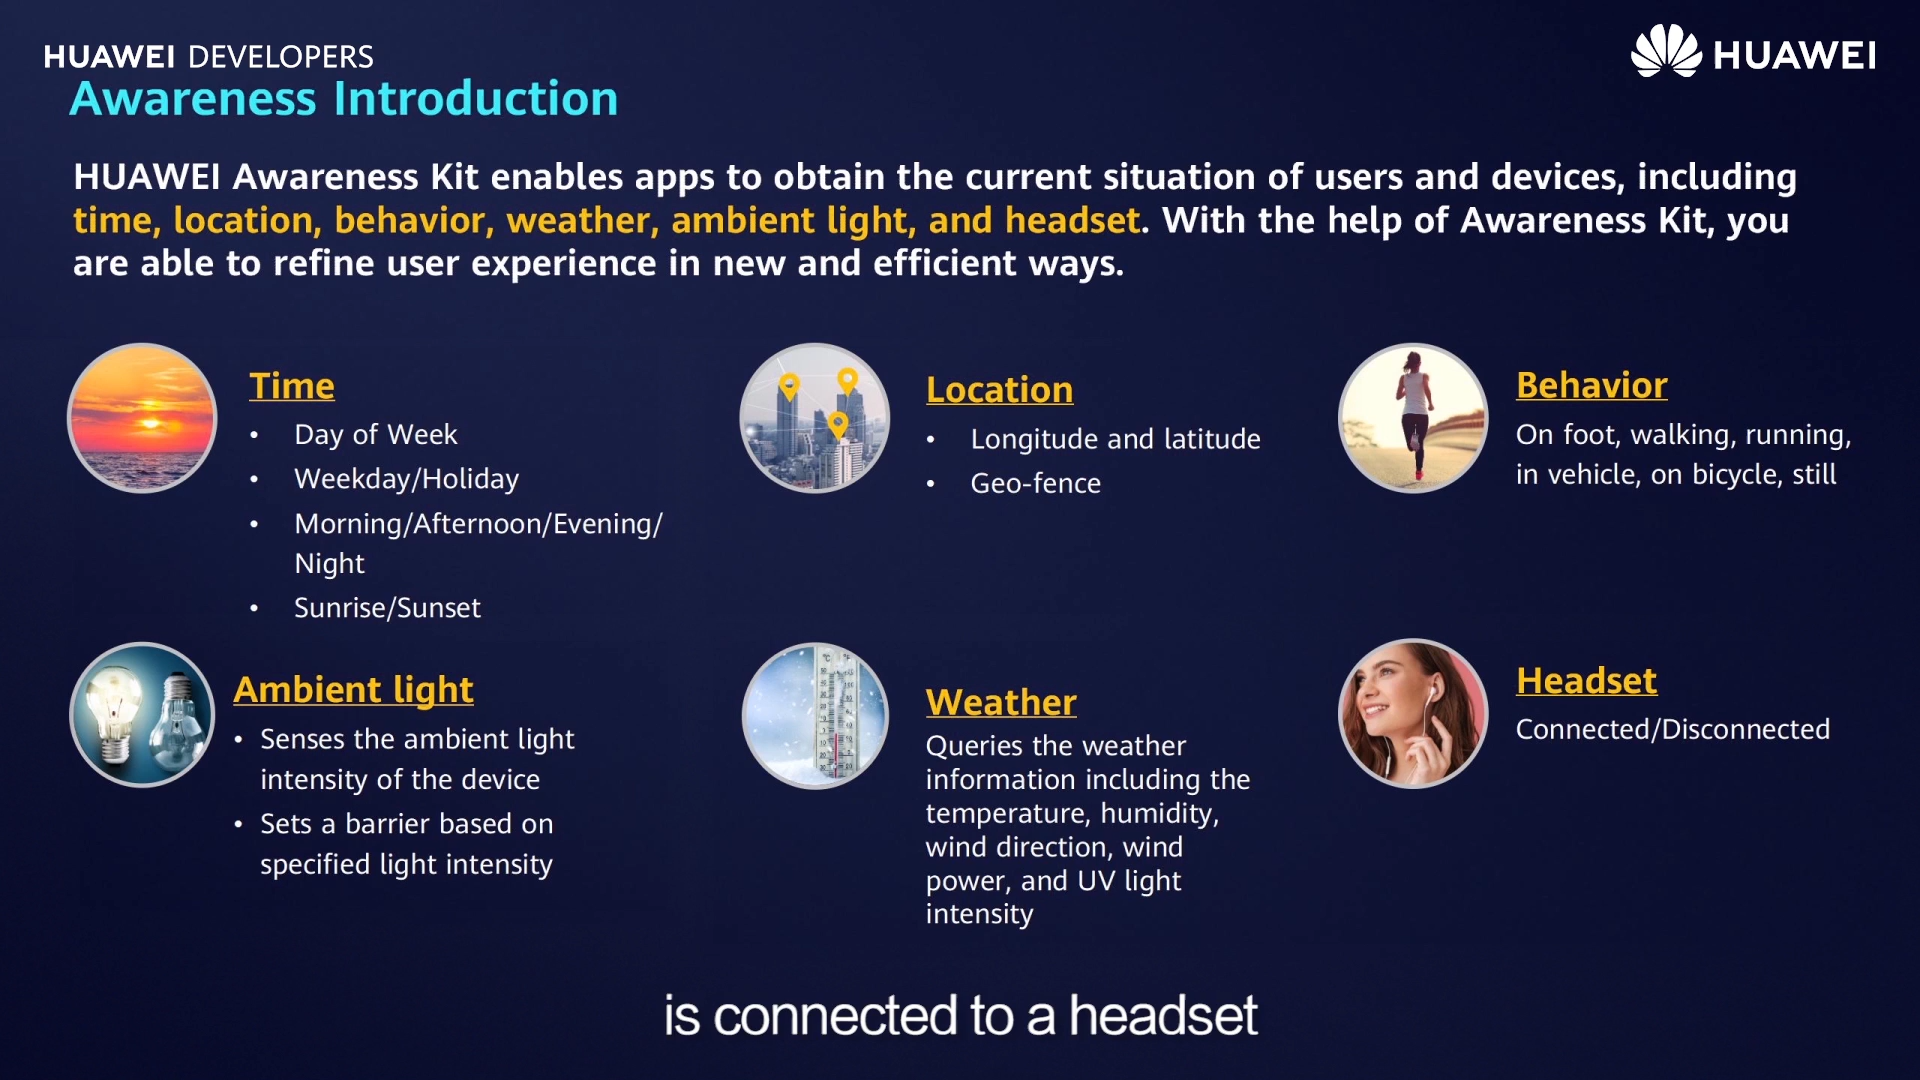 HUAWEI DEVELOPERS
HUAWEI
Awareness Introduction
HUAWEI Awareness Kit enables apps to obtain the current situation of users and devices, including
time, location, behavior, weather, ambient light, and headset. With the help of Awareness Kit, you
are able to refine user experience in new and efficient ways.
Time
• Day of Week
• Weekday/Holiday
• Morning/Afternoon/Evening/
Night
• Sunrise/Sunset
Location
• Longitude and latitude
• Geo-fence
Behavior
On foot, walking, running,
in vehicle, on bicycle, still
Ambient light
• Senses the ambient light
intensity of the device
• Sets a barrier based on
specified light intensity
Weather
Queries the weather
information including the
temperature, humidity,
wind direction, wind
power, and UV light
intensity
Headset
Connected/Disconnected
is connected to a headset